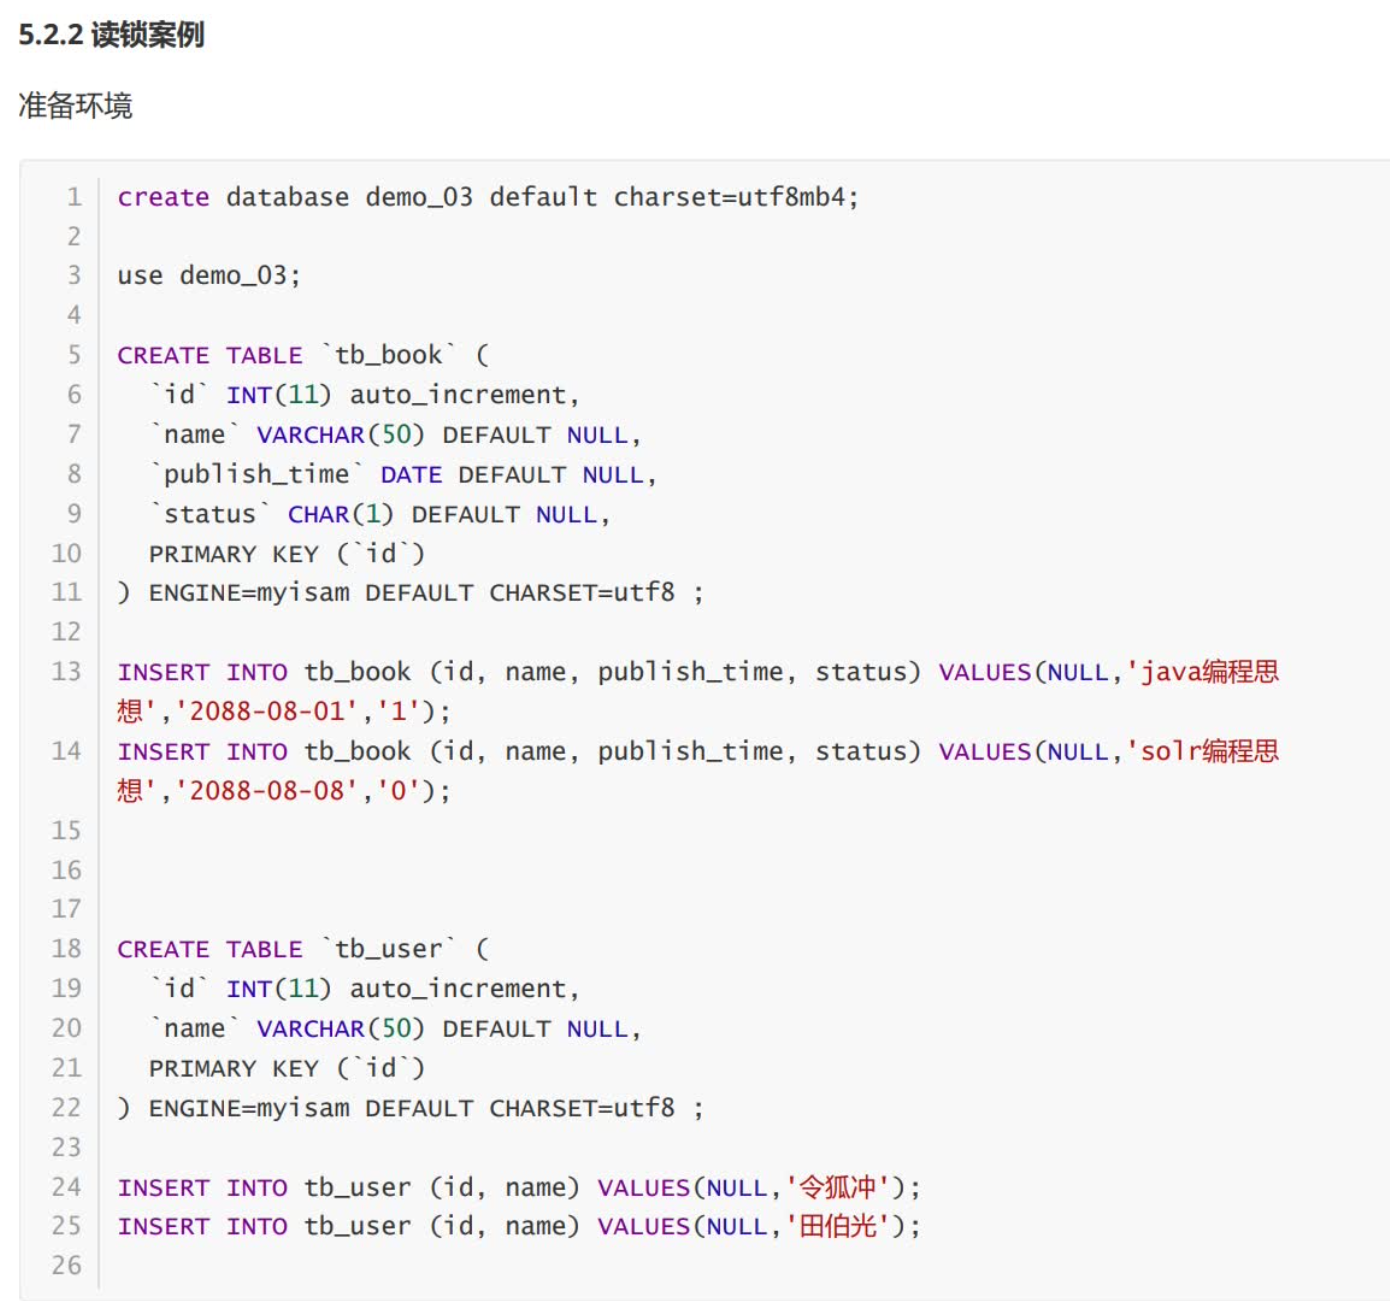 5.2.2 读锁案例
准备环境
1 create database demo_03 default charset=utf8mb4;
2
3 use demo_03;
4
5 CREATE TABLE `tb_book` (
6 `id` INT(11) auto_increment,
7 `name` VARCHAR(50) DEFAULT NULL,
8 `publish_time` DATE DEFAULT NULL,
9 `status` CHAR(1) DEFAULT NULL,
10 PRIMARY KEY (`id`)
11 ) ENGINE=myisam DEFAULT CHARSET=utf8 ;
12
13 INSERT INTO tb_book (id, name, publish_time, status) VALUES(NULL,'java编程思
想','2088-08-01','1');
14 INSERT INTO tb_book (id, name, publish_time, status) VALUES(NULL,'solr编程思
想','2088-08-08','0');
15
16
17
18 CREATE TABLE `tb_user` (
19 `id` INT(11) auto_increment,
20 `name` VARCHAR(50) DEFAULT NULL,
21 PRIMARY KEY (`id`)
22 ) ENGINE=myisam DEFAULT CHARSET=utf8 ;
23
24 INSERT INTO tb_user (id, name) VALUES(NULL,'令狐冲');
25 INSERT INTO tb_user (id, name) VALUES(NULL,'田伯光');
26